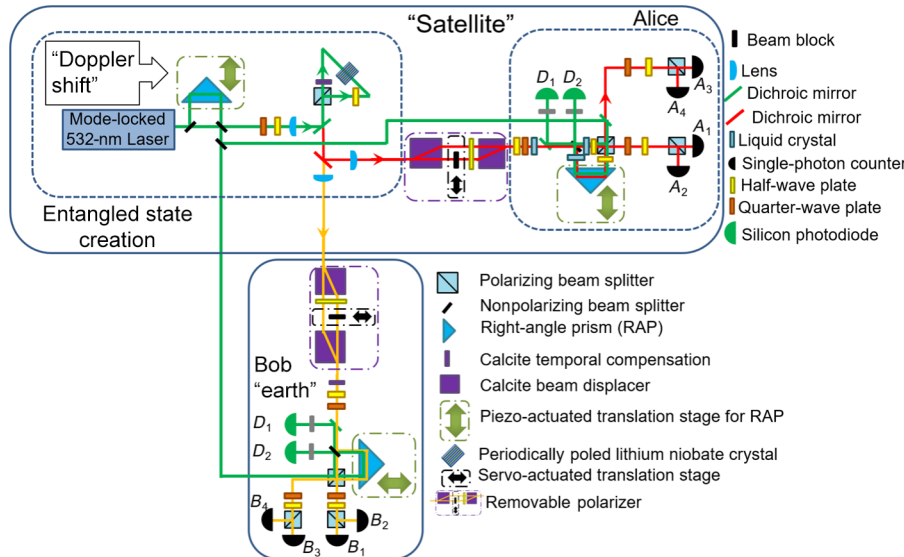 "Satellite"
Alice
"Doppler
shift"
Mode-locked
532-nm Laser
Entangled state
creation
D1
D2
A3
A4
A1
A2
Beam block
Lens
Dichroic mirror
Dichroic mirror
Liquid crystal
Single-photon counter
Half-wave plate
Quarter-wave plate
Silicon photodiode
Bob
"earth"
D1
D2
B4
B3
B1
B2
Polarizing beam splitter
Nonpolarizing beam splitter
Right-angle prism (RAP)
Calcite temporal compensation
Calcite beam displacer
Piezo-actuated translation stage for RAP
Periodically poled lithium niobate crystal
Servo-actuated translation stage
Removable polarizer